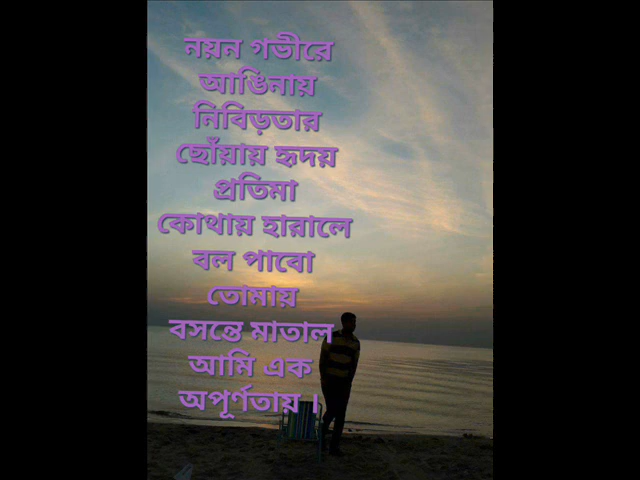 নয়ন গভীরে
আঙিনায়
নিবিড়তার
ছোঁয়ায় হৃদয়
প্রতিমা
কোথায় হারালে
বল পাবো
তোমায়
বসন্তে মাতাল
আমি এক
অপূর্ণতায় ।